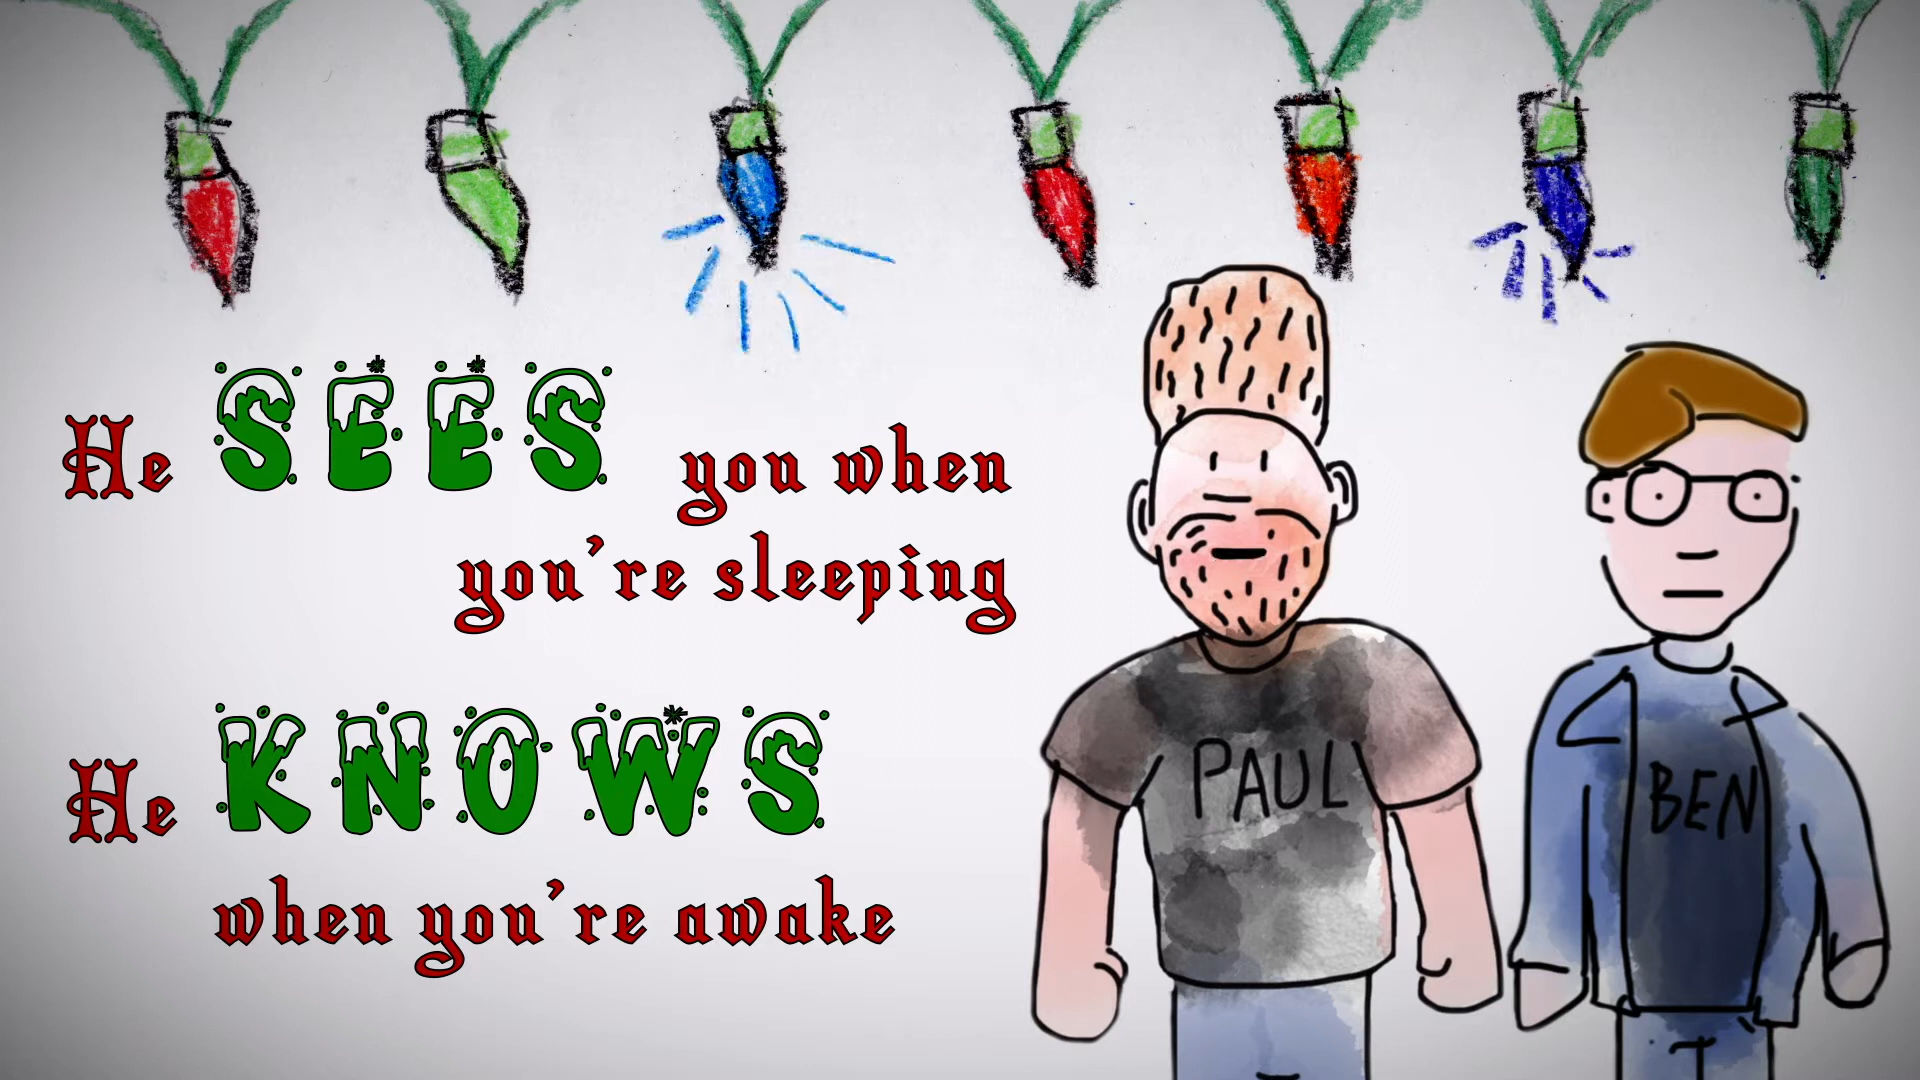 He SEES you when
you're sleeping
He KNOWS
when you're awake
PAUL
BEN